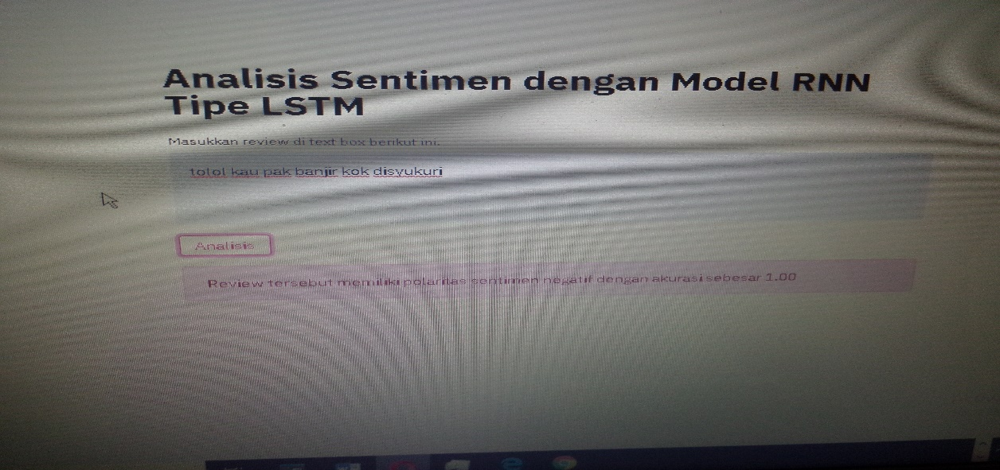 Analisis Sentimen dengan Model RNN
Tipe LSTM
Masukkan review di text box berikut ini.
tolol kau pak banjir kok disyukuri
Analisis
Review tersebut memiliki polaritas sentimen negatif dengan akurasi sebesar 1.00